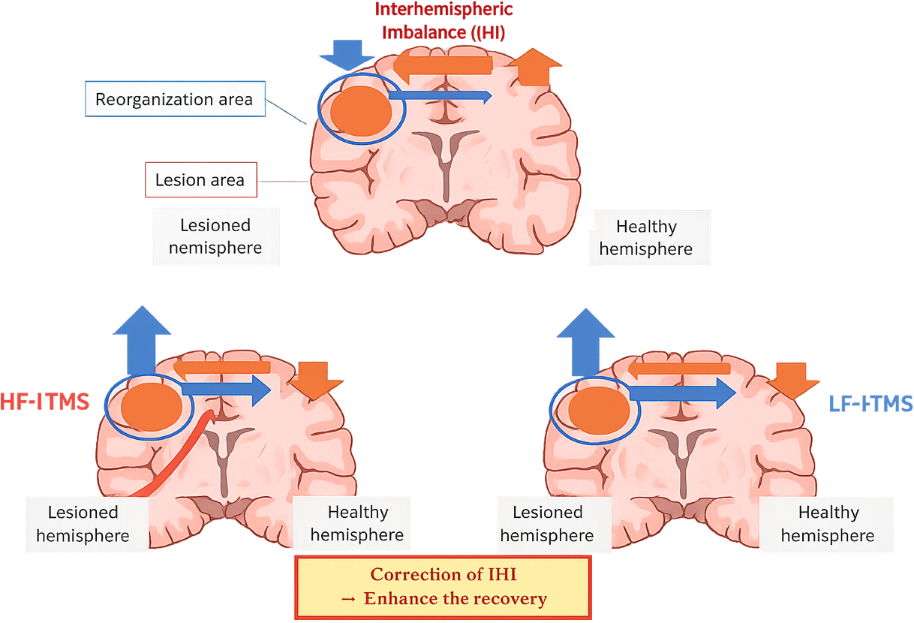 Interhemispheric
Imbalance ((HI)
Reorganization area
Lesion area
Lesioned
nemisphere
Healthy
hemisphere
HF-ITMS
LF-ITMS
Lesioned
hemisphere
Healthy
hemisphere
Lesioned
hemisphere
Healthy
hemisphere
Correction of IHI
→ Enhance the recovery